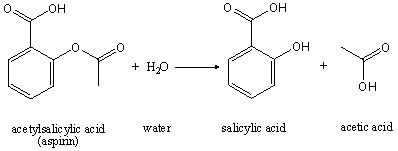 O OH OH O
O O OH
+ H₂O +
O OH
acetylsalicylic acid water salicylic acid acetic acid
(aspirin)